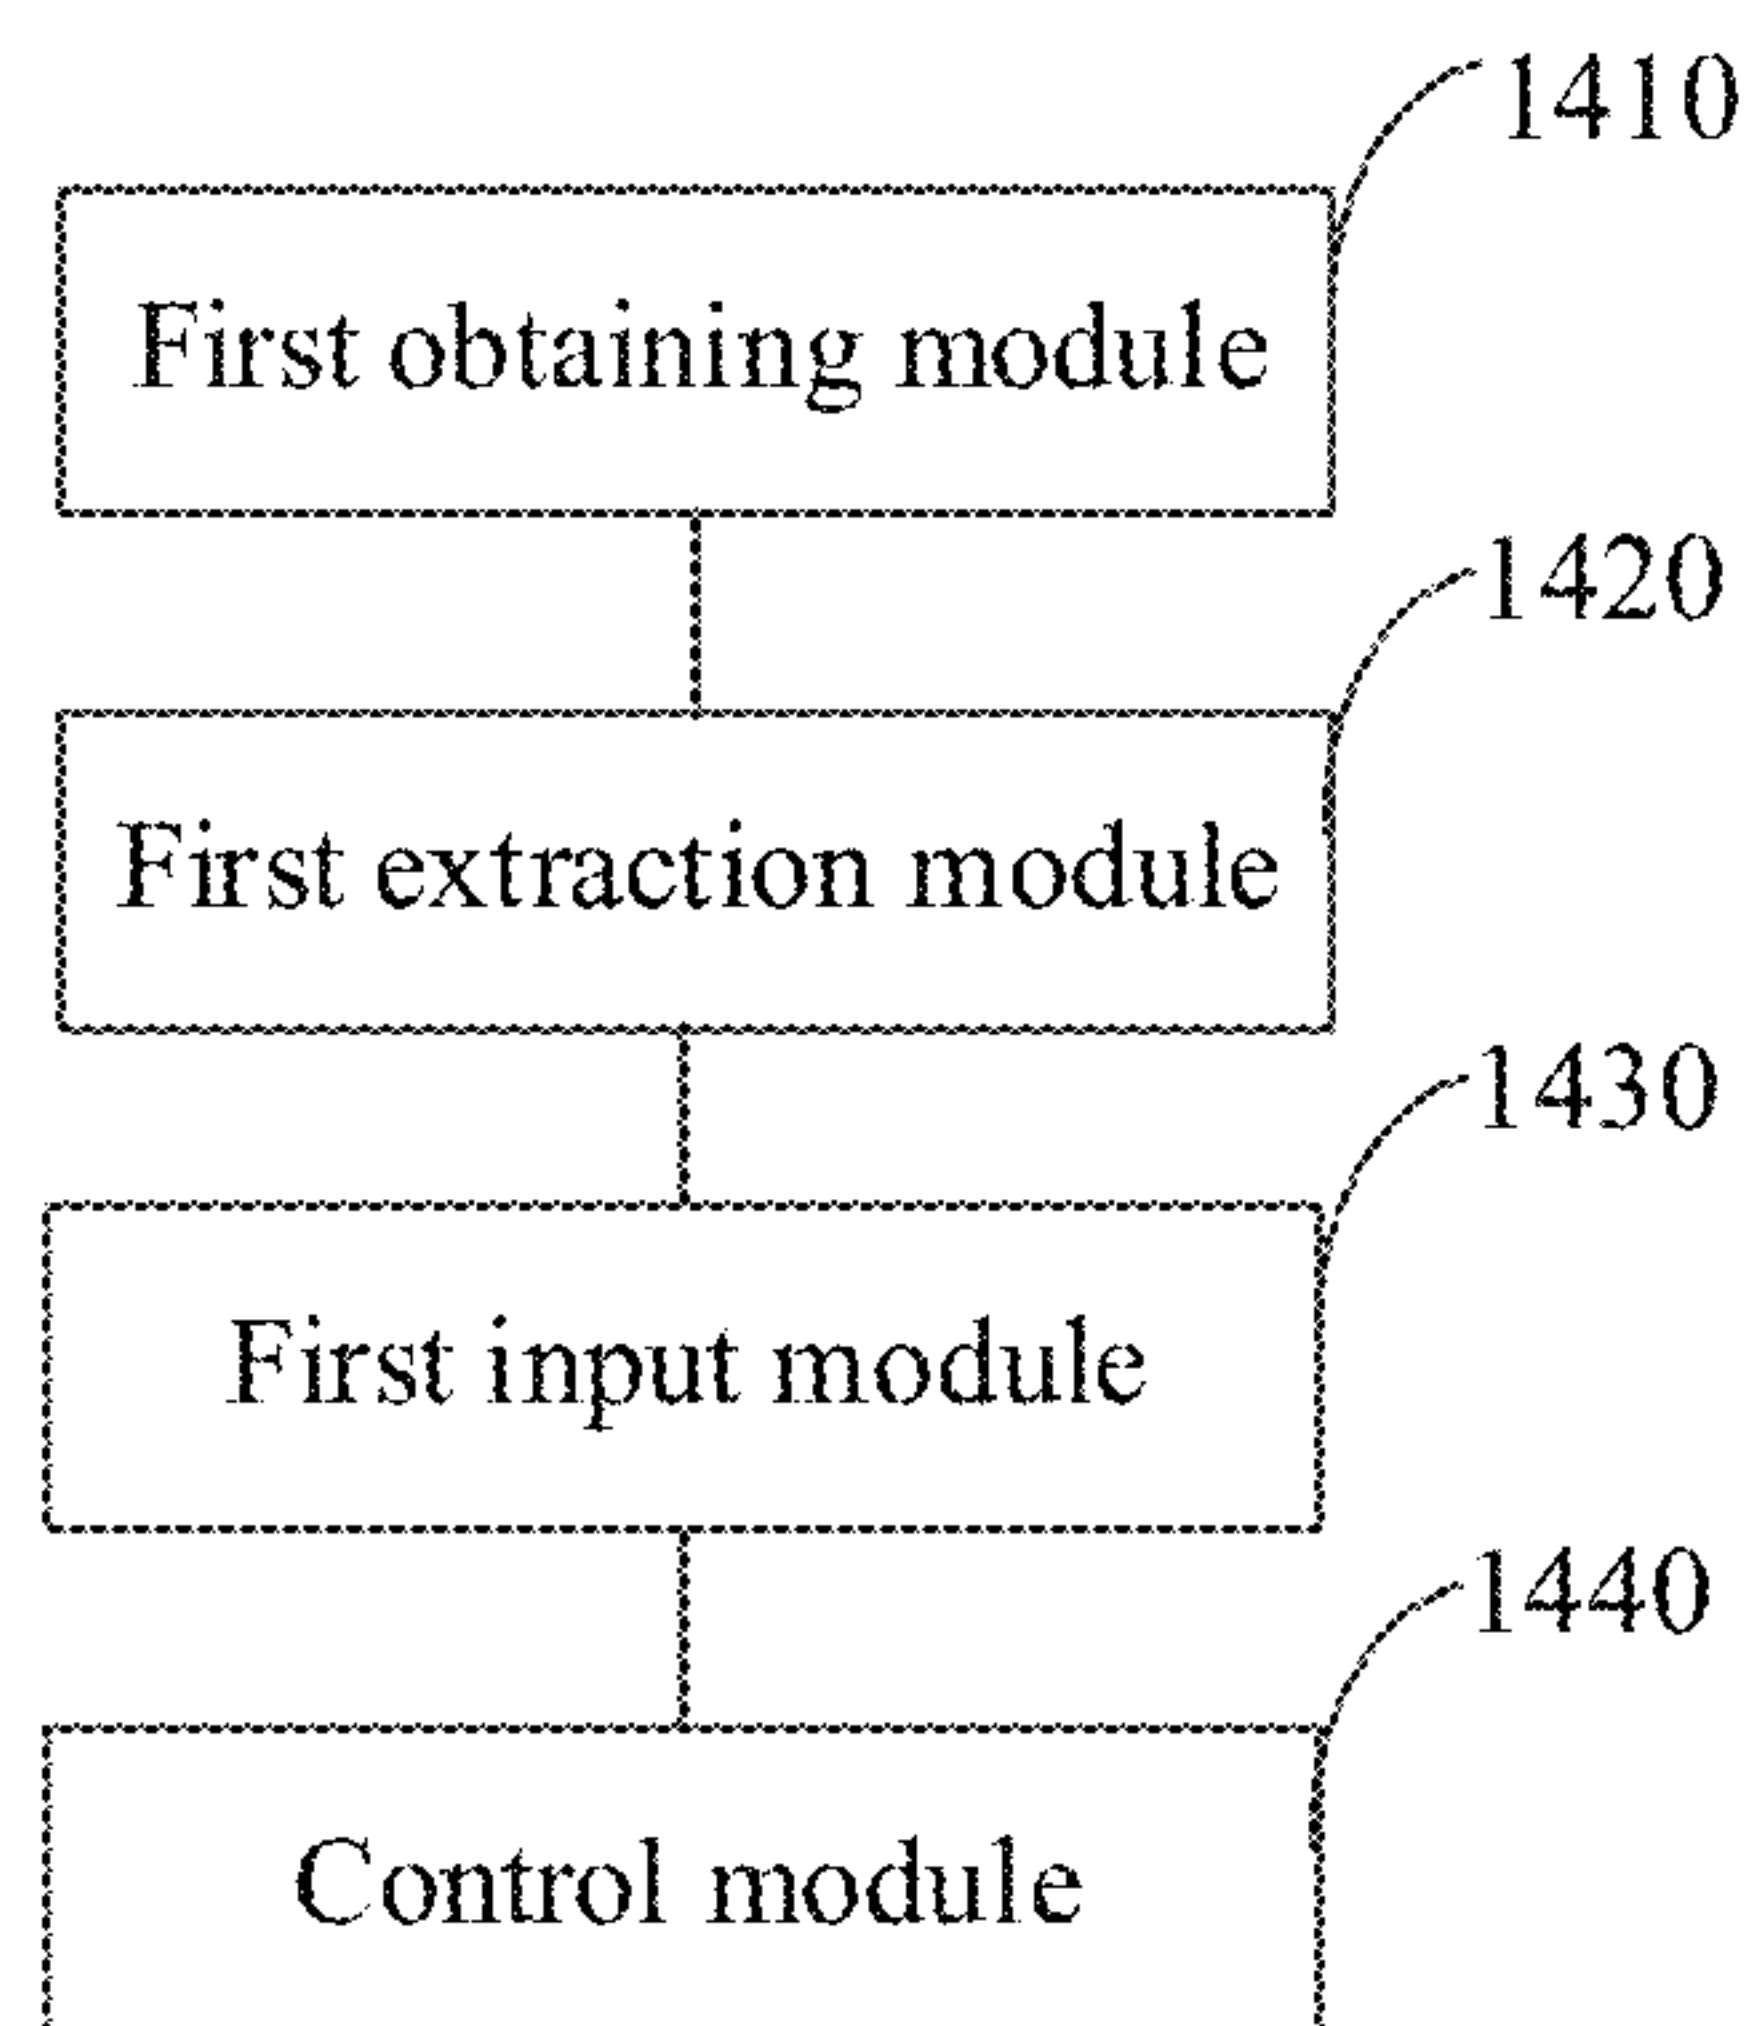 1410
First obtaining module
1420
First extraction module
1430
First input module
1440
Control module